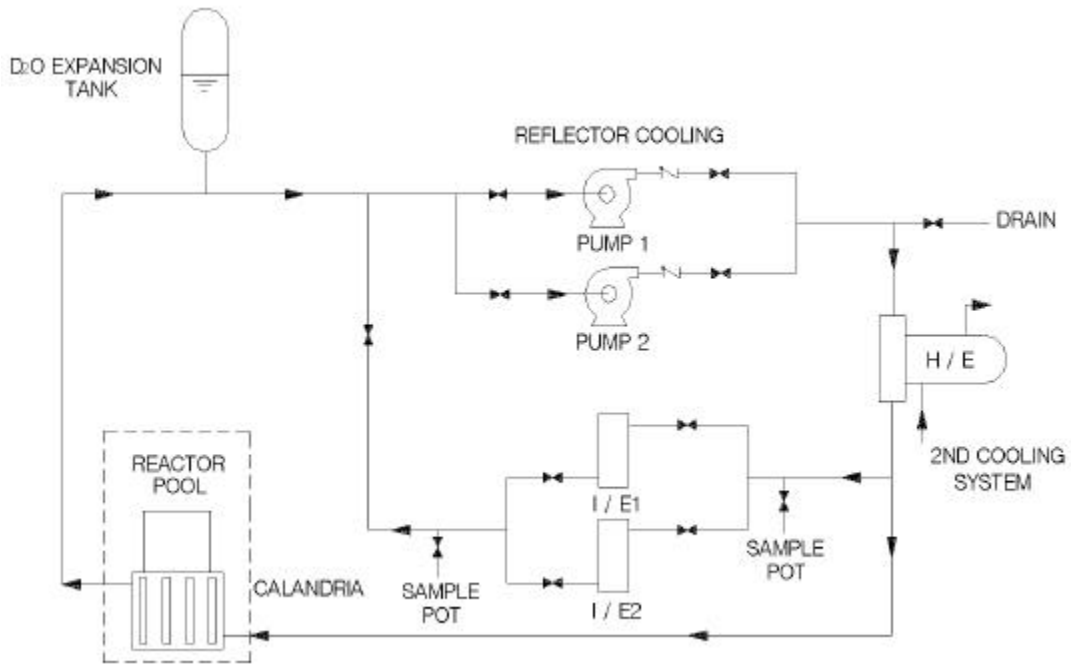 D2O EXPANSION
TANK
REFLECTOR COOLING
PUMP 1
DRAIN
PUMP 2
H / E
2ND COOLING
SYSTEM
REACTOR
POOL
I / E1
SAMPLE
POT
CALANDRIA
SAMPLE
POT
I / E2